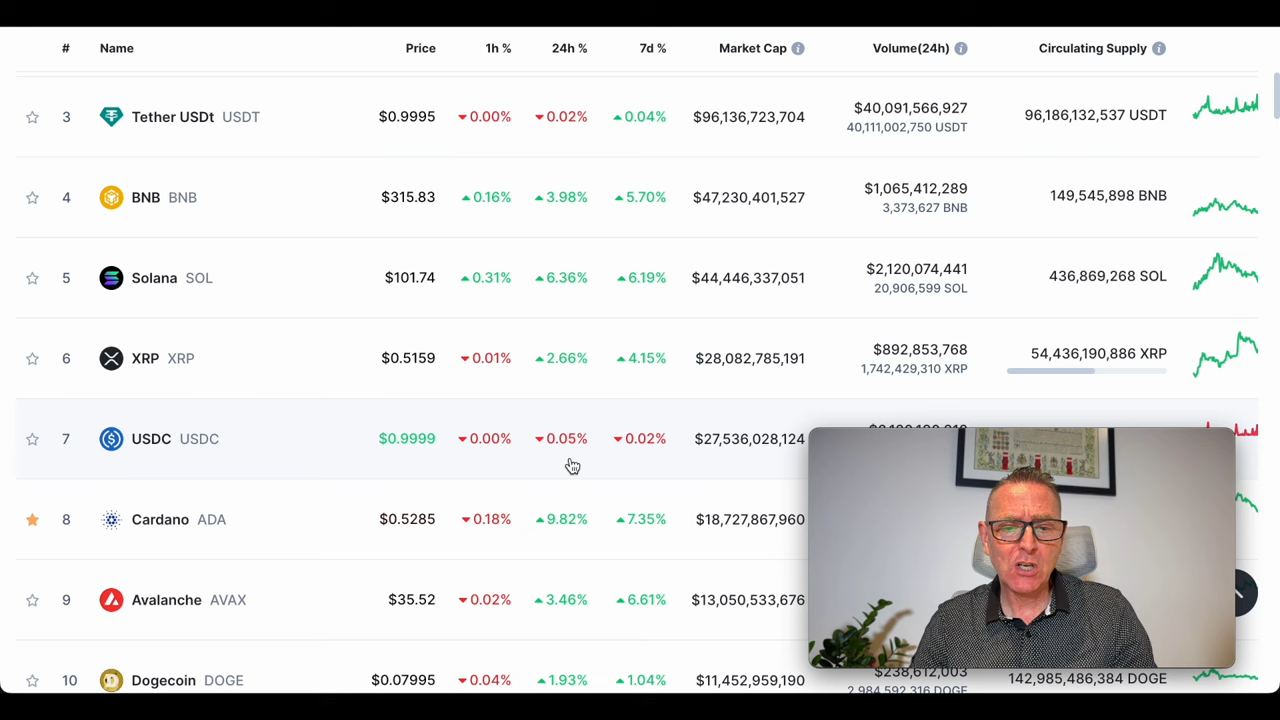 # Name Price 1h % 24h % 7d % Market Cap Volume(24h) Circulating Supply
3 Tether USDt USDT $0.9995 0.00% 0.02% 0.04% $96,136,723,704 $40,091,566,927 96,186,132,537 USDT
40,111,002,750 USDT
4 BNB BNB $315.83 0.16% 3.98% 5.70% $47,230,401,527 $1,065,412,289 149,545,898 BNB
3,373,627 BNB
5 Solana SOL $101.74 0.31% 6.36% 6.19% $44,446,337,051 $2,120,074,441 436,869,268 SOL
20,906,599 SOL
6 XRP XRP $0.5159 0.01% 2.66% 4.15% $28,082,785,191 $892,853,768 54,436,190,886 XRP
1,742,429,310 XRP
7 USDC USDC $0.9999 0.00% 0.05% 0.02% $27,536,028,124
8 Cardano ADA $0.5285 0.18% 9.82% 7.35% $18,727,867,960
9 Avalanche AVAX $35.52 0.02% 3.46% 6.61% $13,050,533,676
10 Dogecoin DOGE $0.07995 0.04% 1.93% 1.04% $11,452,959,190 $238,612,003 142,985,486,384 DOGE
2,984,592,316 DOGE